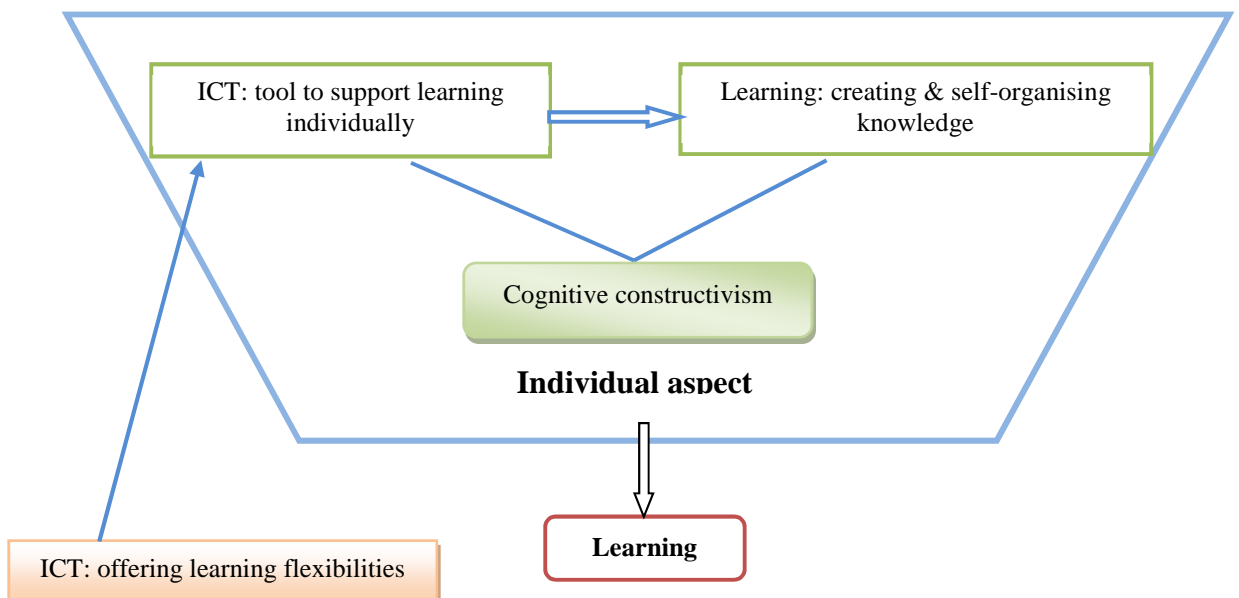 ICT: tool to support learning
individually
Learning: creating & self-organising
knowledge
Cognitive constructivism
Individual aspect
Learning
ICT: offering learning flexibilities